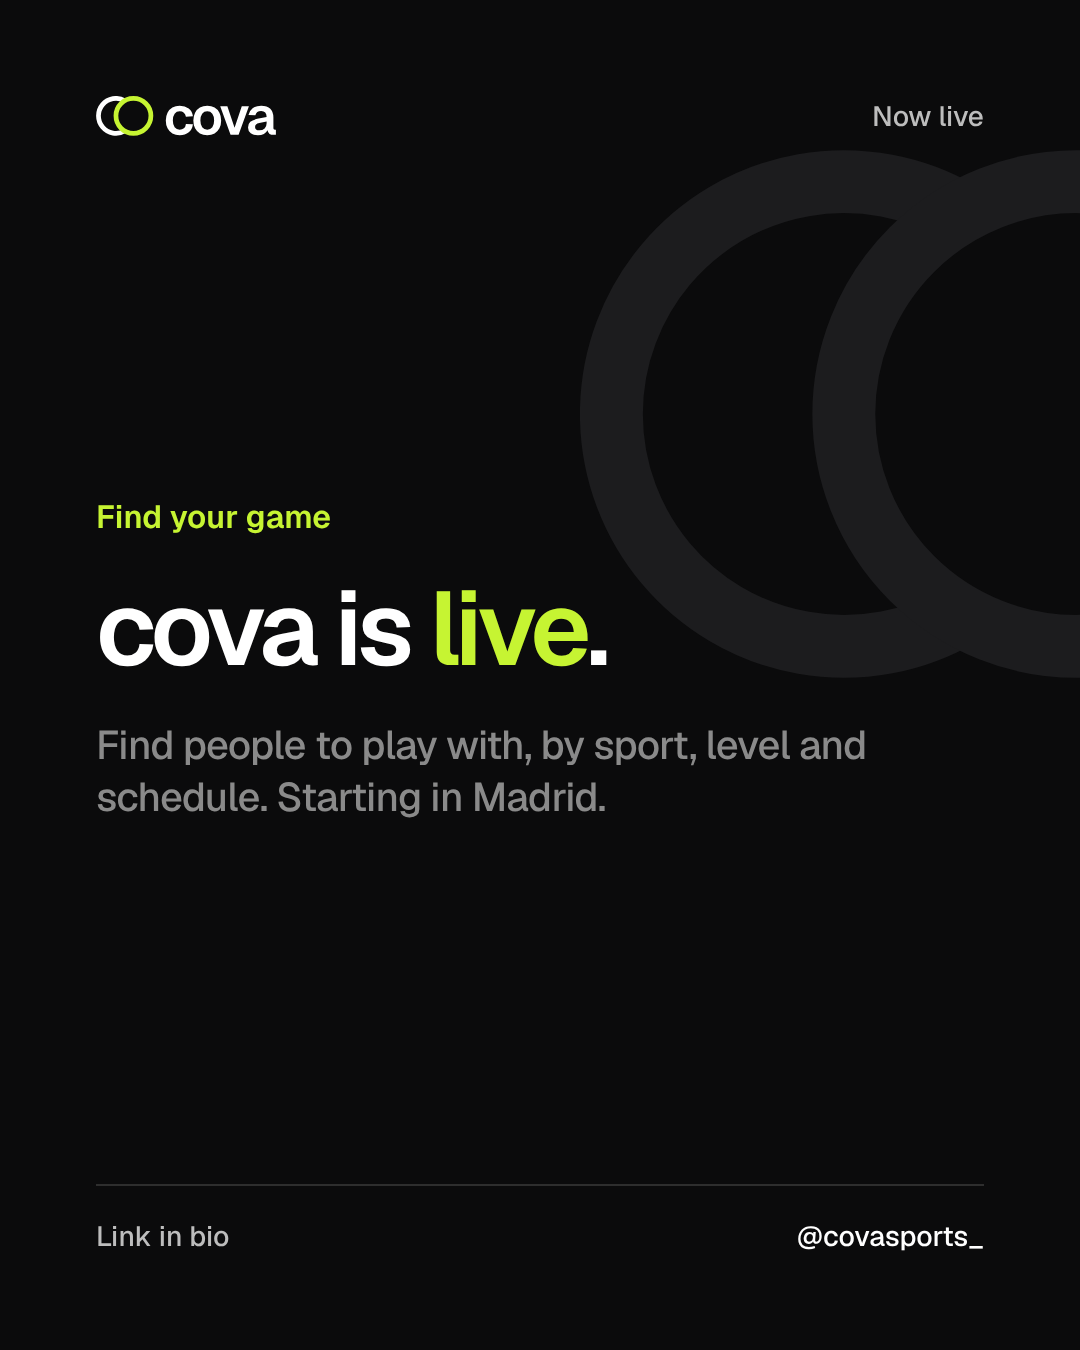 cova
Now live
Find your game
cova is live.
Find people to play with, by sport, level and
schedule. Starting in Madrid.
Link in bio
@covasports_